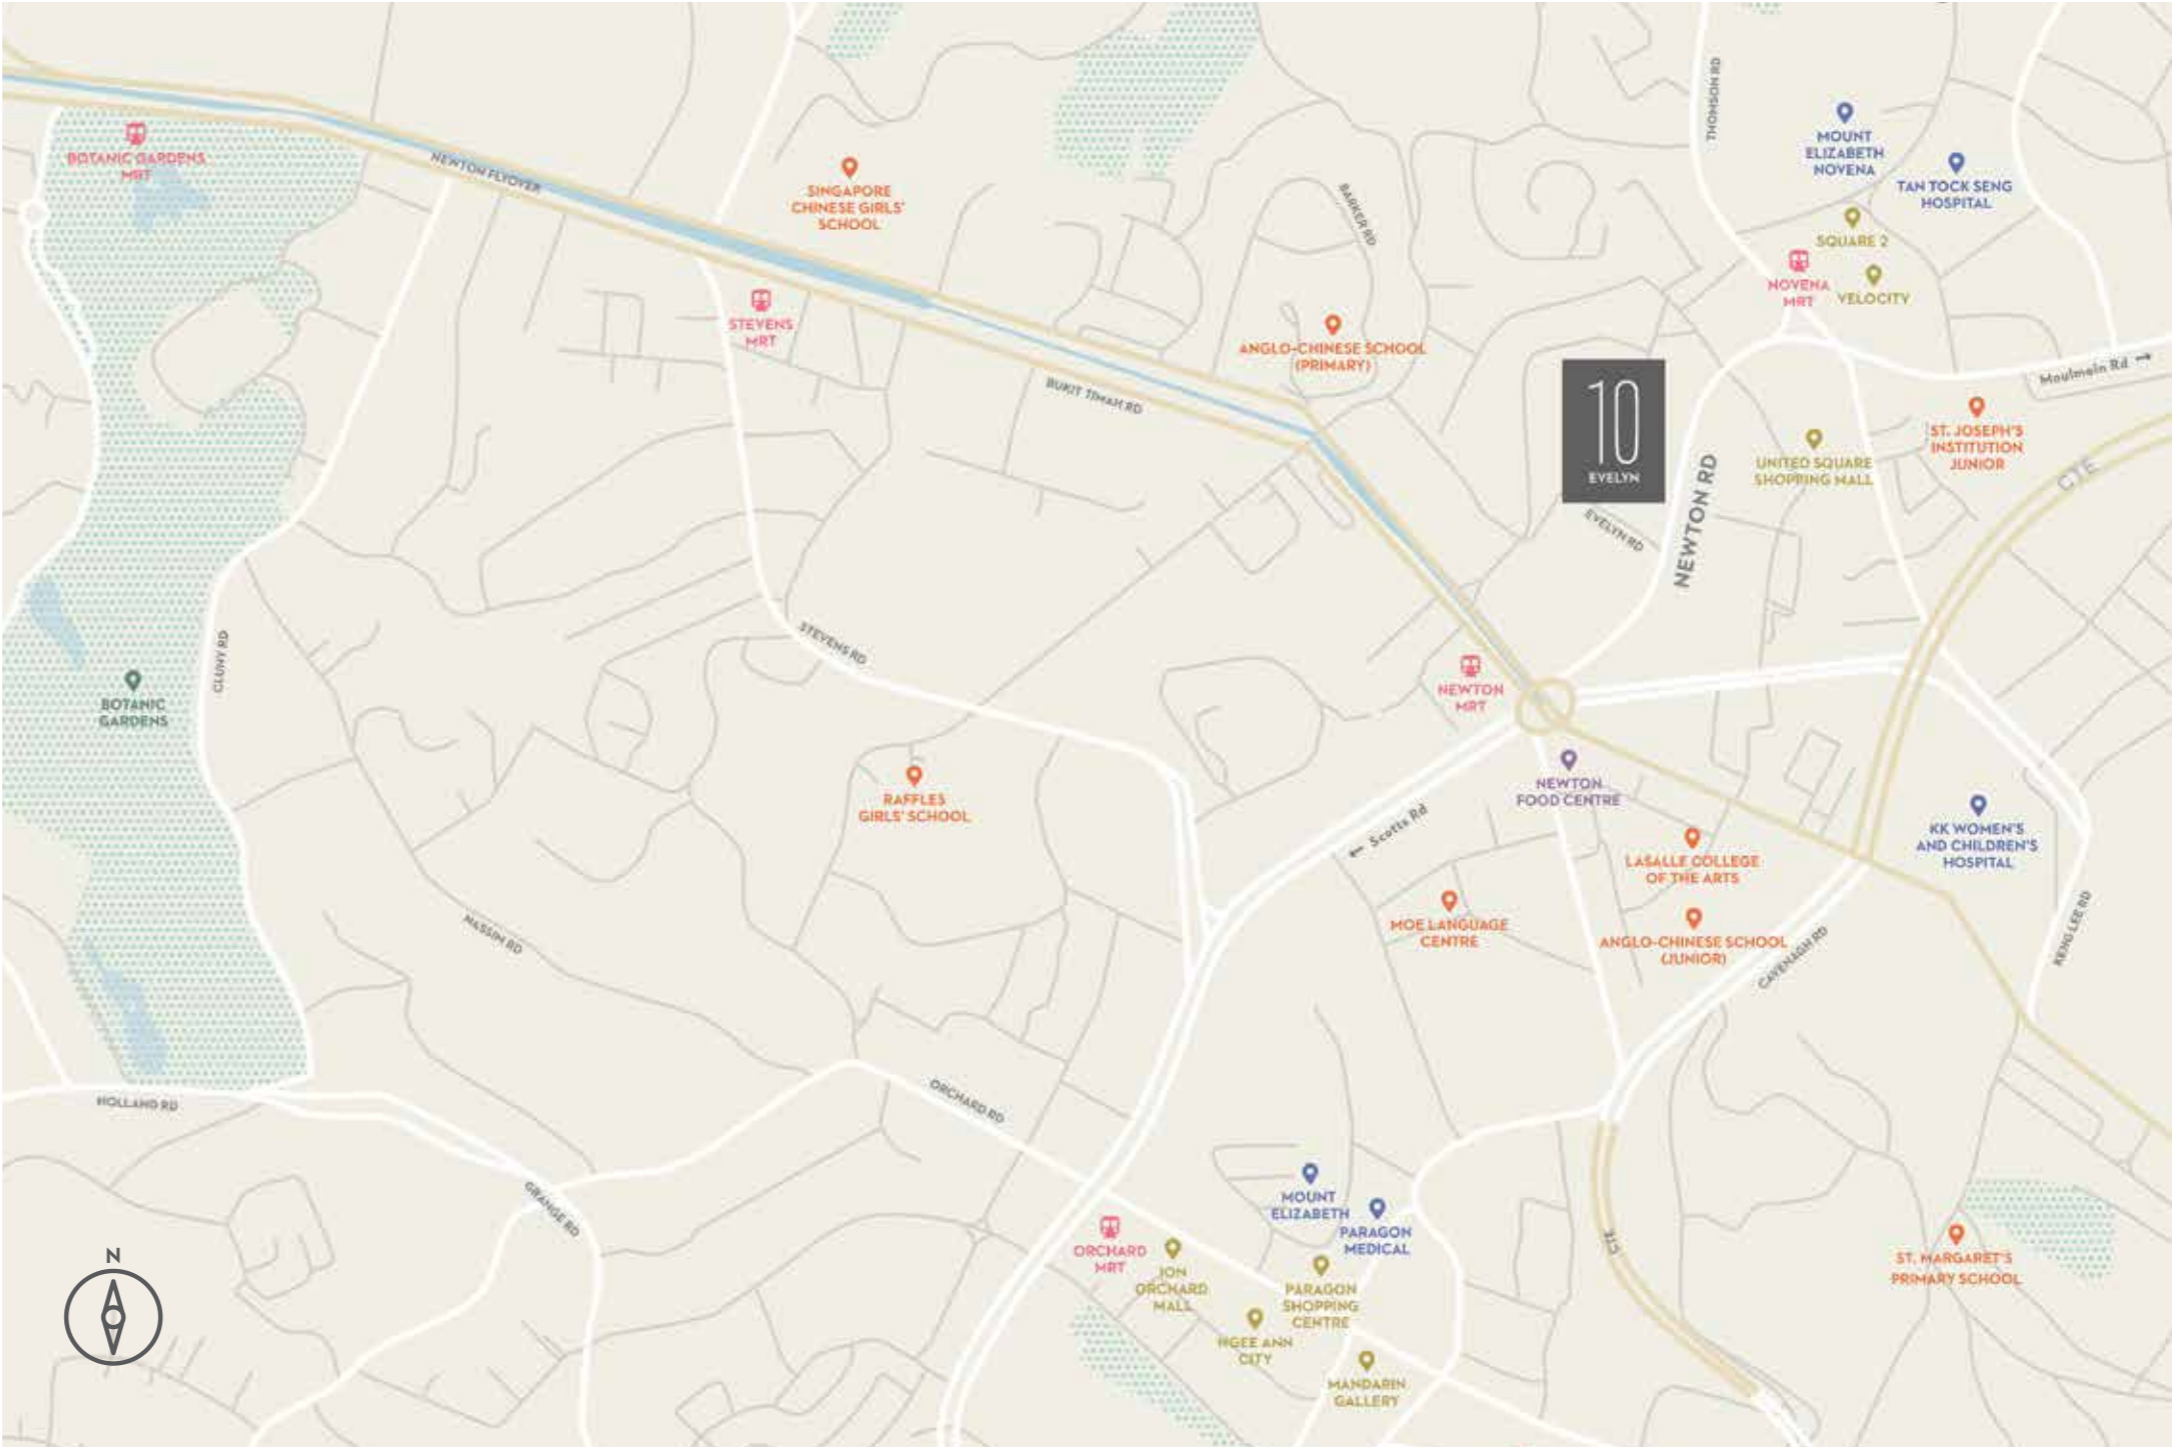 THOMSON RD
MOUNT
ELIZABETH
NOVENA
TAN TOCK SENG
HOSPITAL
BOTANIC GARDENS
MRT
NEWTON FLYOVER
SINGAPORE
CHINESE GIRLS'
SCHOOL
BARKER RD
SQUARE 2
NOVENA
MRT
VELOCITY
STEVENS
MRT
ANGLO-CHINESE SCHOOL
(PRIMARY)
BUKIT TIMAH RD
10
EVELYN
Moulmein Rd →
ST. JOSEPH'S
INSTITUTION
JUNIOR
UNITED SQUARE
SHOPPING MALL
CTE
NEWTON RD
EVELYN RD
CLUNY RD
STEVENS RD
BOTANIC
GARDENS
NEWTON
MRT
NEWTON
FOOD CENTRE
RAFFLES
GIRLS' SCHOOL
← Scotts Rd
LASALLE COLLEGE
OF THE ARTS
KK WOMEN'S
AND CHILDREN'S
HOSPITAL
MOE LANGUAGE
CENTRE
ANGLO-CHINESE SCHOOL
(JUNIOR)
CAVENAGH RD
KENG LEE RD
NASSIM RD
HOLLAND RD
ORCHARD RD
GRANGE RD
MOUNT
ELIZABETH
PARAGON
MEDICAL
ORCHARD
MRT
ION
ORCHARD
MALL
PARAGON
SHOPPING
CENTRE
NGEE ANN
CITY
MANDARIN
GALLERY
CTE
ST. MARGARET'S
PRIMARY SCHOOL
N